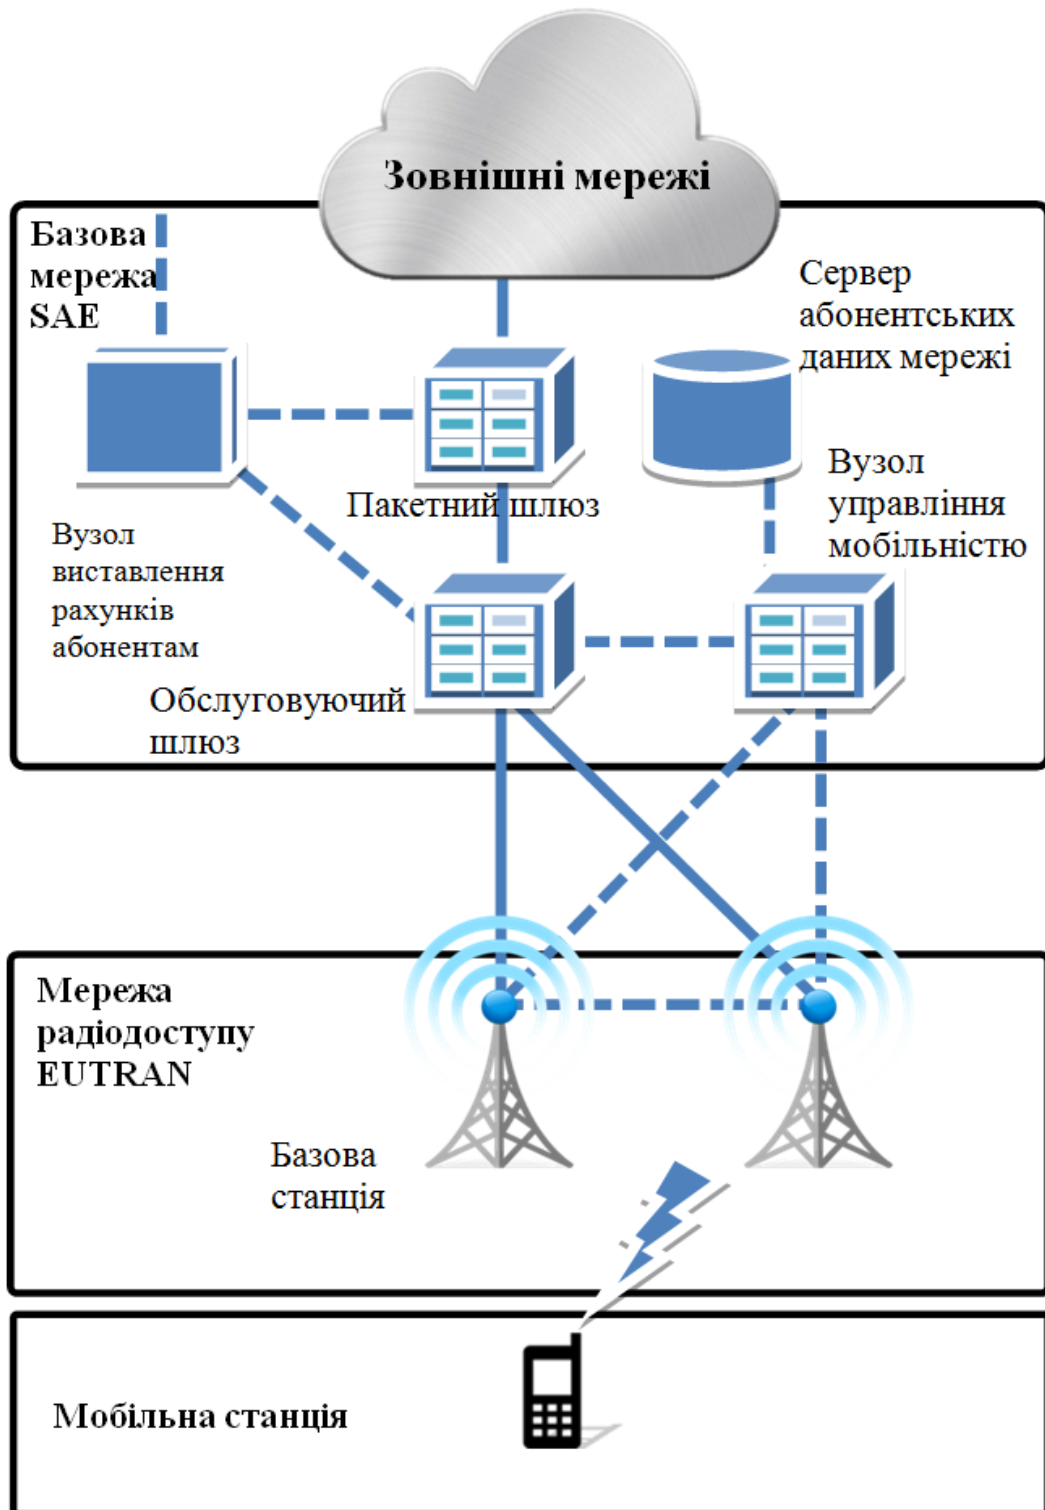 Зовнішні мережі
Базова
мережа
SAE
Сервер
абонентських
даних мережі
Пакетний шлюз
Вузол
управління
мобільністю
Вузол
виставлення
рахунків
абонентам
Обслуговуючий
шлюз
Мережа
радіодоступу
EUTRAN
Базова
станція
Мобільна станція